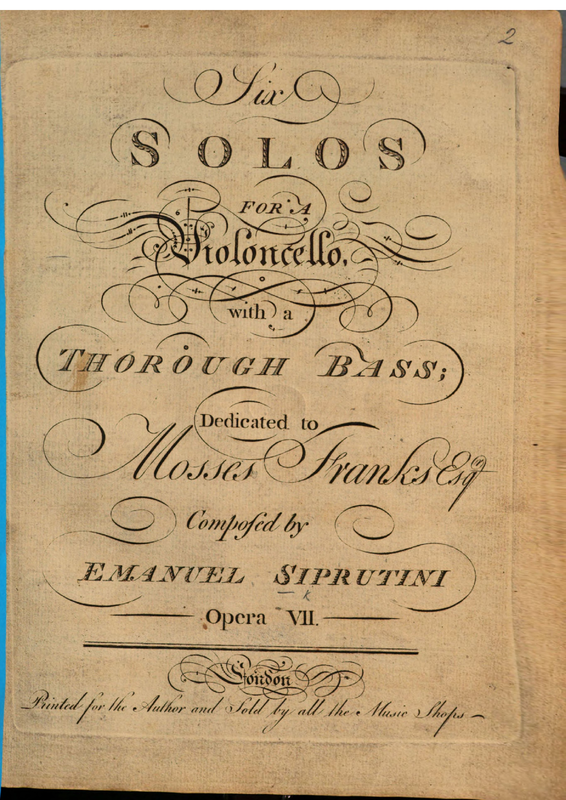 2
Six
SOLOS
FOR A
Violoncello,
with a
THOROUGH BASS;
Dedicated to
Mosses Franks Esqr.
Compoſed by
EMANUEL SIPRUTINI
k
Opera VII.
London
Printed for the Author and Sold by all the Music Shops